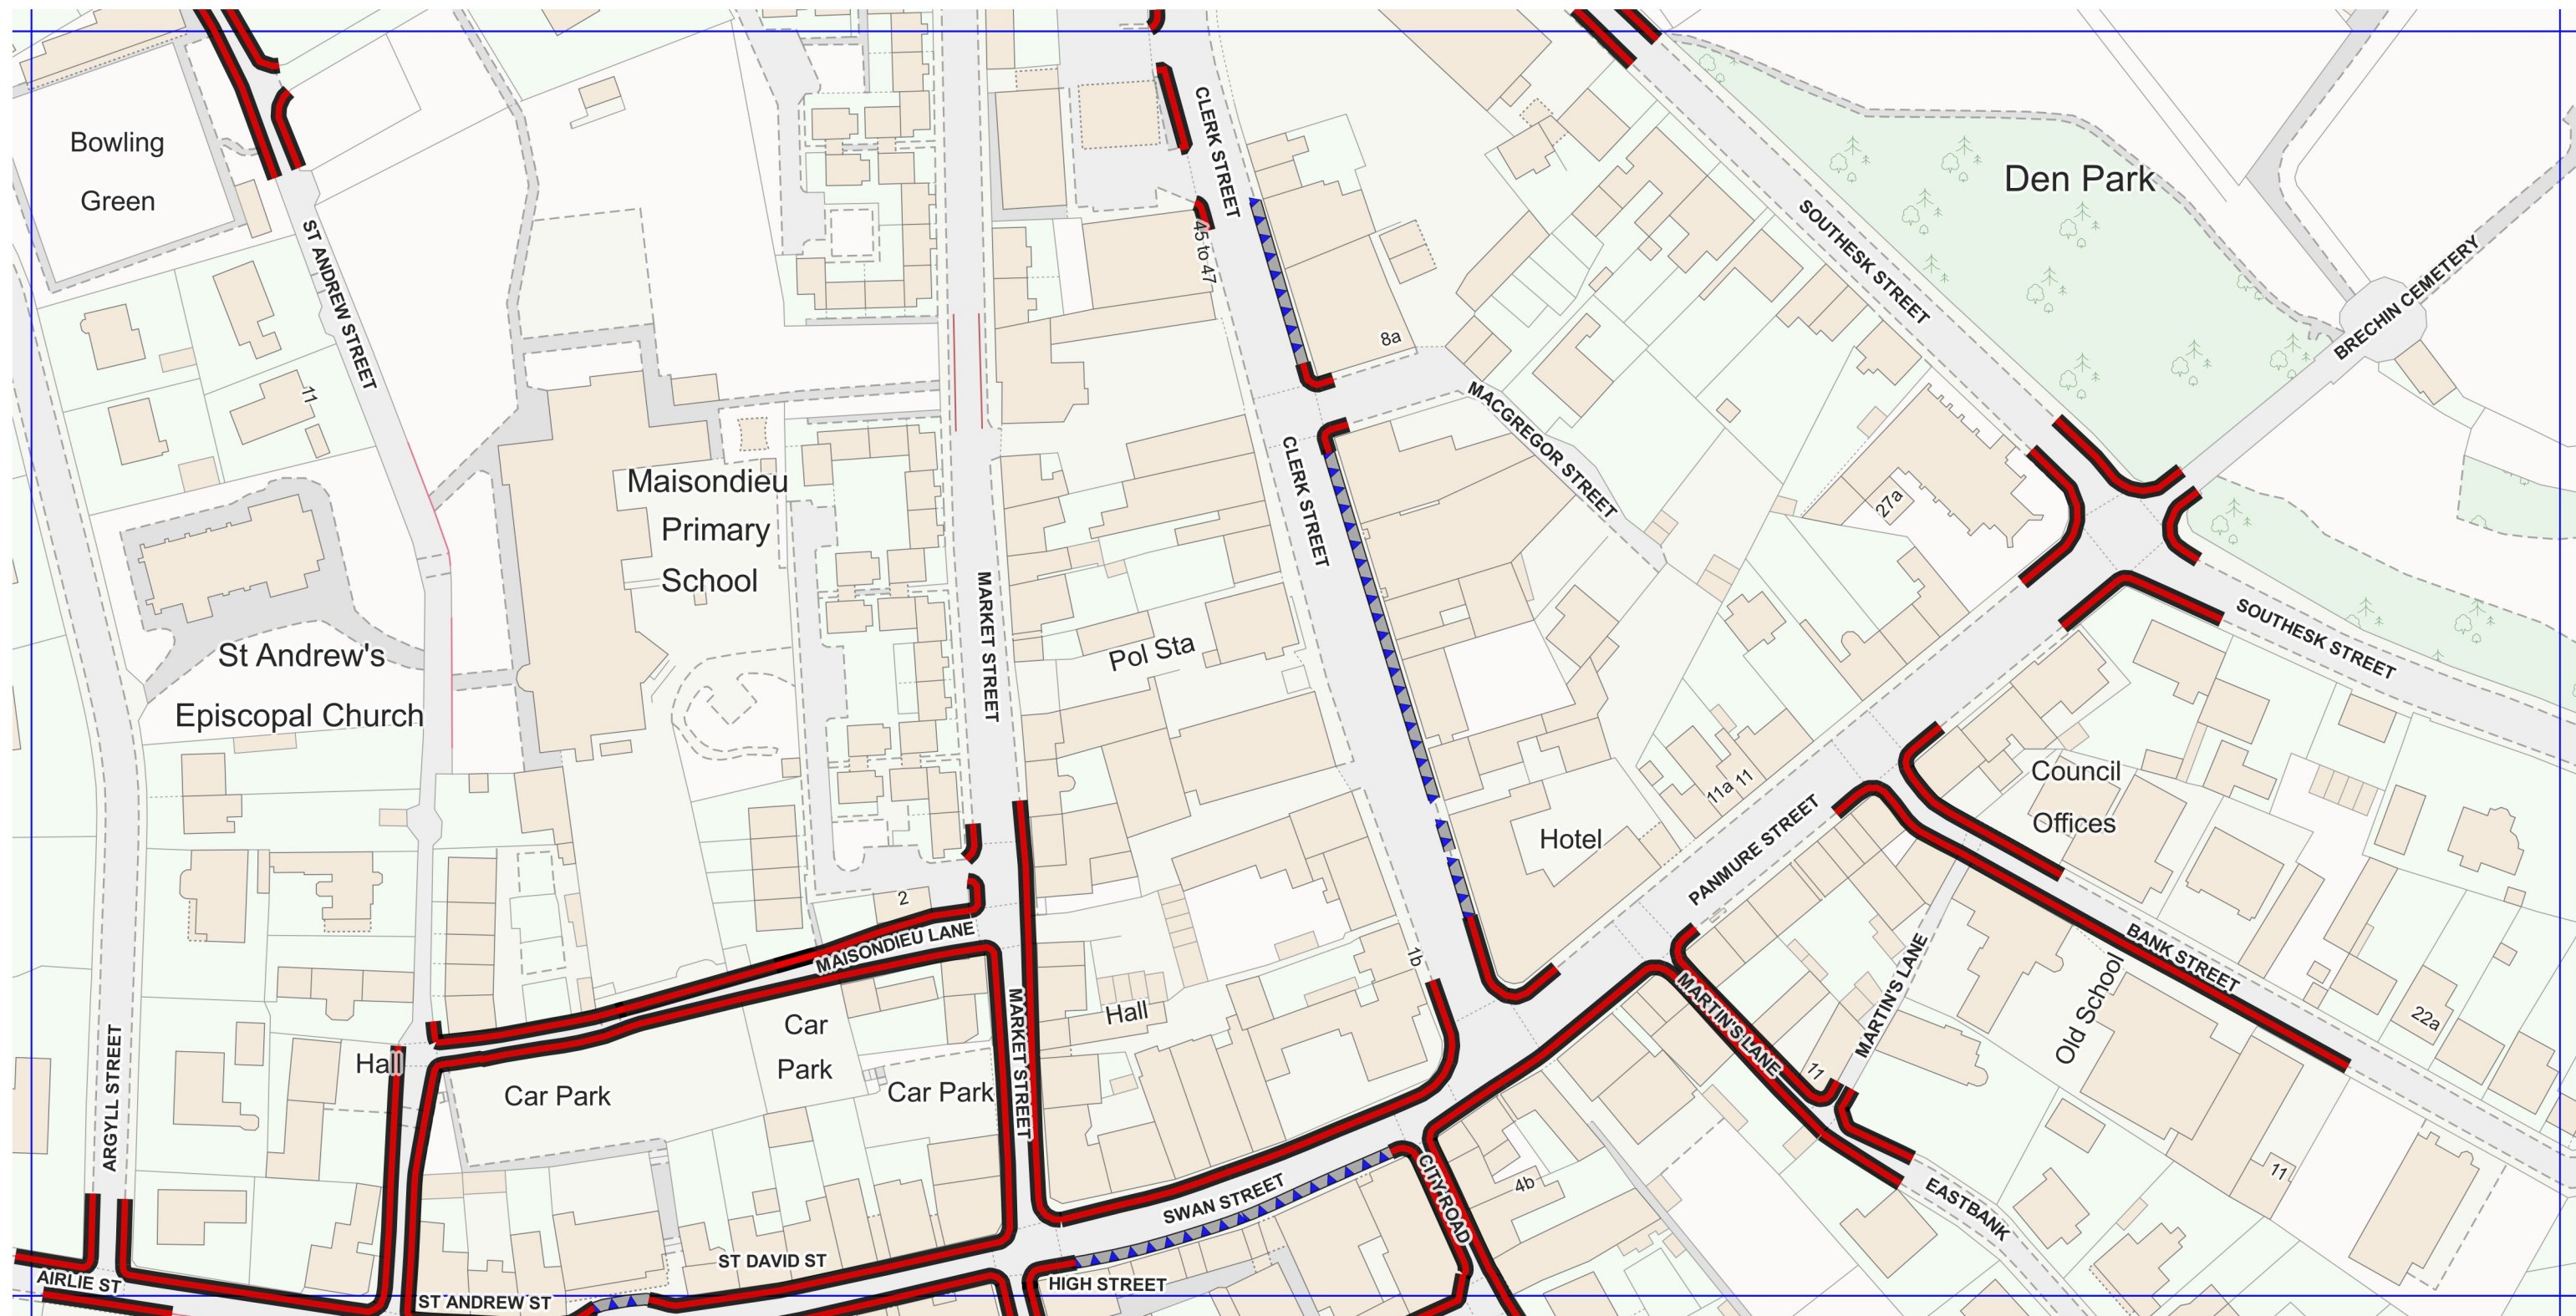 Bowling
Green
CLERK STREET
Den Park
SOUTHESK STREET
BRECHIN CEMETERY
ST ANDREW STREET
45 to 47
8a
11
MACGREGOR STREET
CLERK STREET
Maisondieu
Primary
School
27a
MARKET STREET
St Andrew's
Episcopal Church
Pol Sta
SOUTHESK STREET
11a 11
Council
Offices
Hotel
PANMURE STREET
2
MAISONDIEU LANE
1b
BANK STREET
MARTIN'S LANE
MARTIN'S LANE
Old School
22a
Hall
Car
Park
MARKET STREET
Hall
Car Park
Car Park
11
ARGYLL STREET
SWAN STREET
CITY ROAD
4b
11
EASTBANK
AIRLIE ST
ST DAVID ST
HIGH STREET
ST ANDREW ST